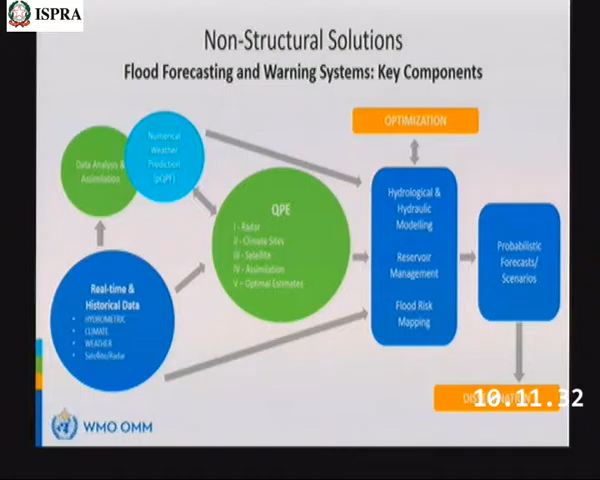 ISPRA
Non-Structural Solutions
Flood Forecasting and Warning Systems: Key Components
OPTIMIZATION
Data Analysis &
Assimilation
Numerical
Weather
Prediction
(pQPF)
QPE
I - Radar
II - Climate Sites
III - Satellite
IV - Assimilation
V - Optimal Estimates
Hydrological &
Hydraulic
Modelling
Reservoir
Management
Flood Risk
Mapping
Probabilistic
Forecasts/
Scenarios
Real-time &
Historical Data
• HYDROMETRIC
• CLIMATE
• WEATHER
• Satellite/Radar
10.11.32
WMO OMM